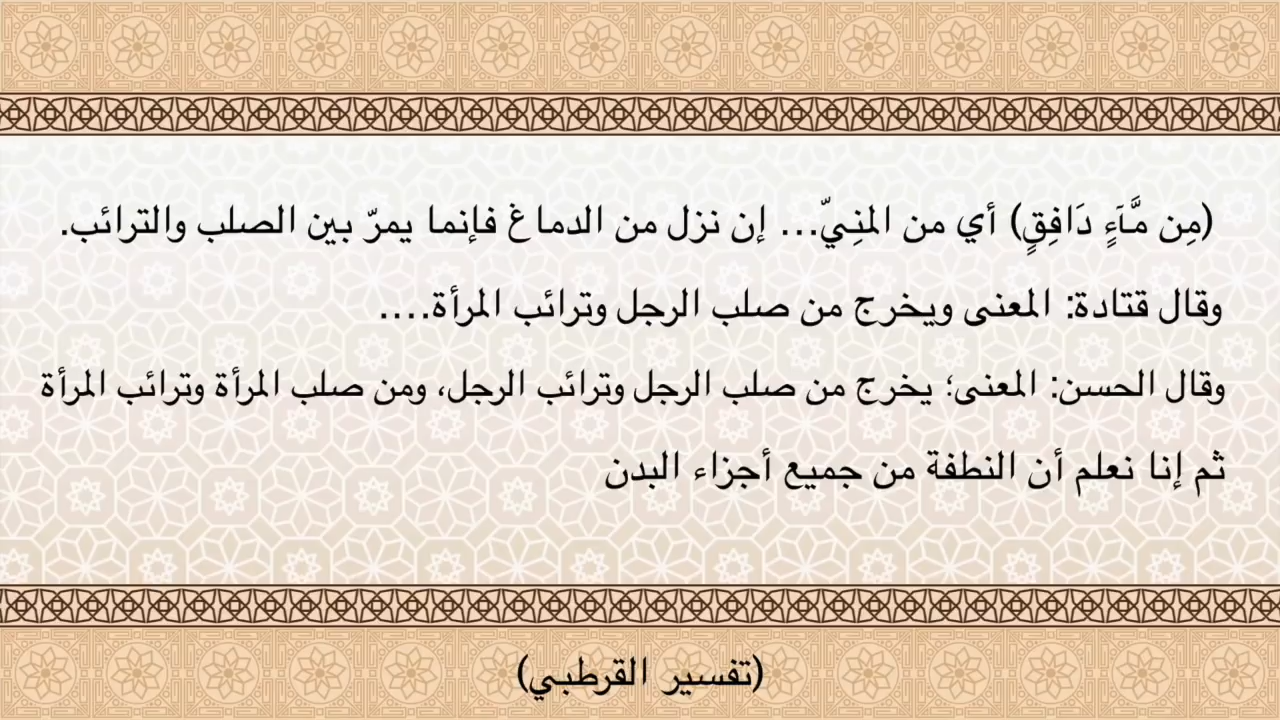 (مِن مَّآءٍ دَافِقٍ) أي من المنِيّ... إن نزل من الدماغ فإنما يمرّ بين الصلب والترائب.
وقال قتادة: المعنى ويخرج من صلب الرجل وترائب المرأة....
وقال الحسن: المعنى؛ يخرج من صلب الرجل وترائب الرجل، ومن صلب المرأة وترائب المرأة
ثم إنا نعلم أن النطفة من جميع أجزاء البدن
(تفسير القرطبي)